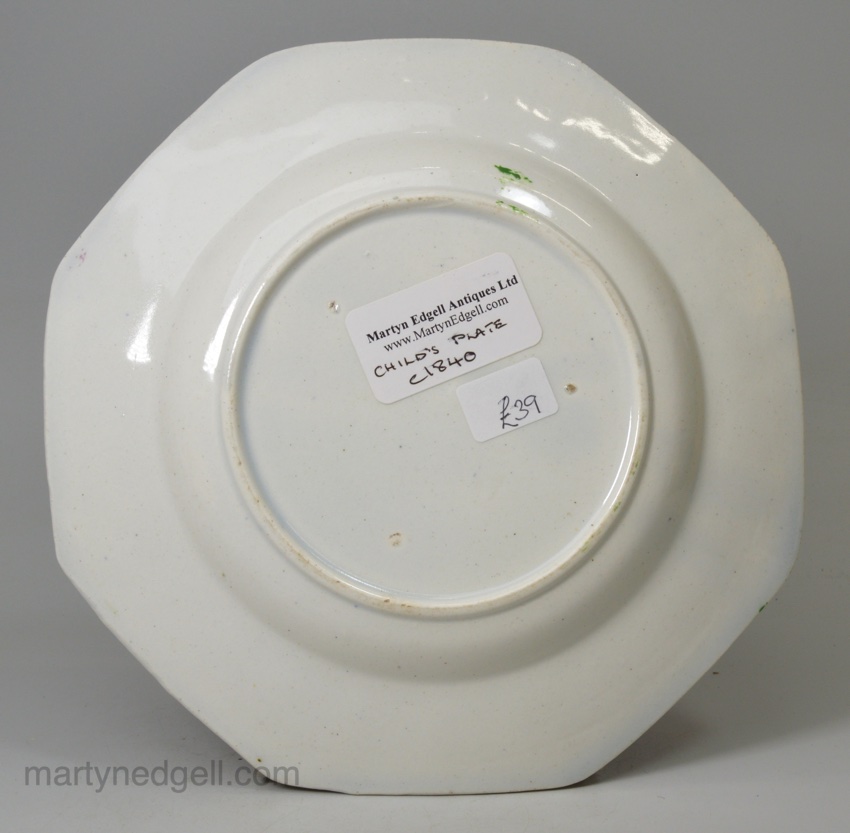 Martyn Edgell Antiques Ltd
www.MartynEdgell.com
CHILD'S PLATE
C1840
£39
martynedgell.com